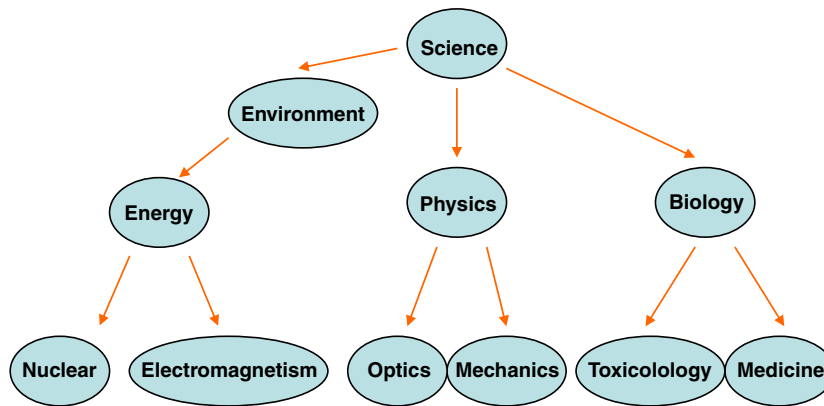 Science
Environment
Energy
Physics
Biology
Nuclear
Electromagnetism
Optics
Mechanics
Toxicolology
Medicine